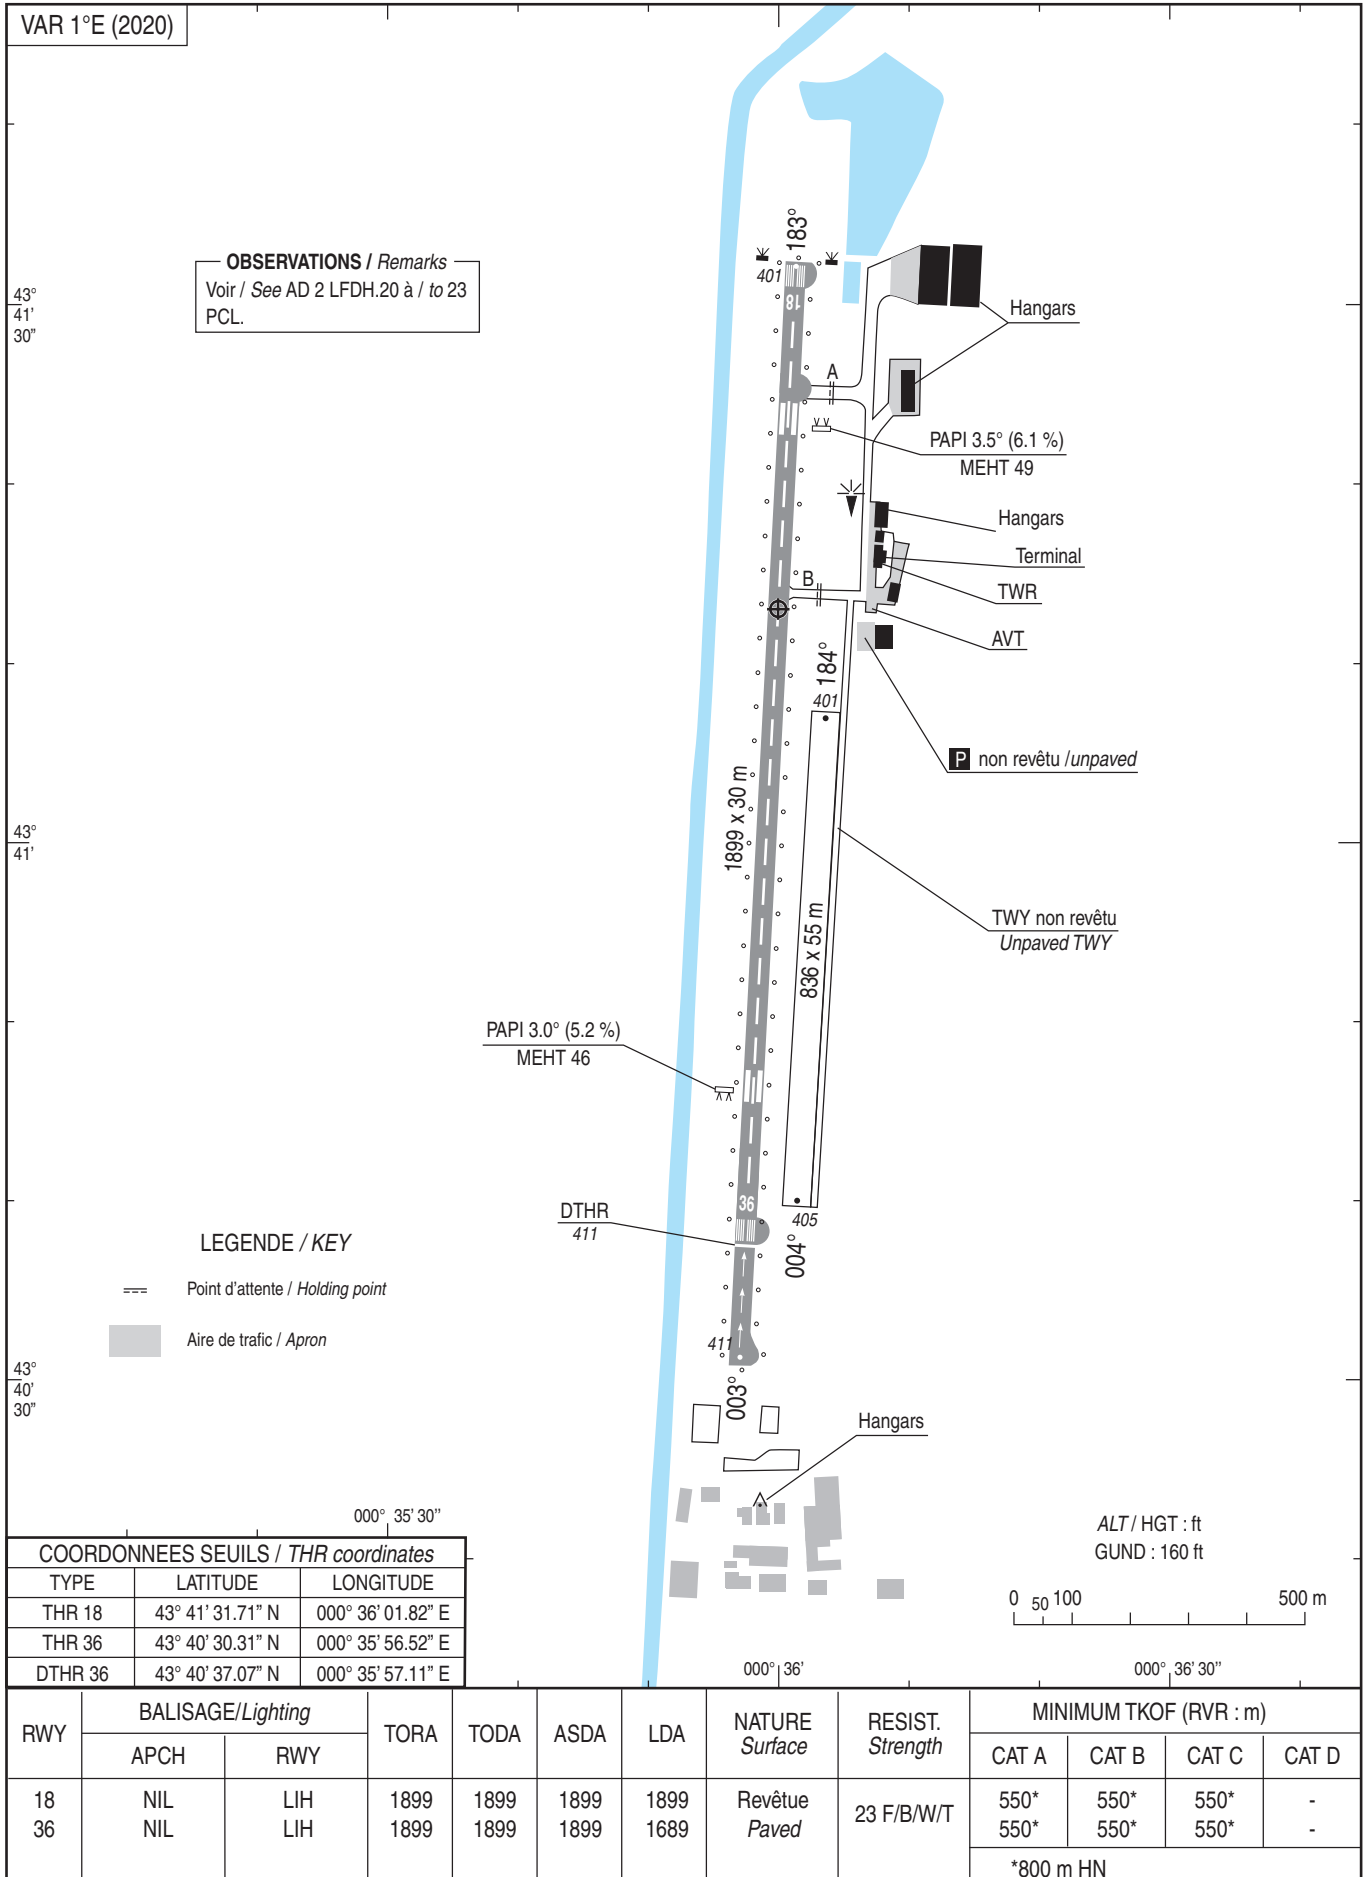 VAR 1°E (2020)
183°
401
18
OBSERVATIONS / Remarks
Voir / See AD 2 LFDH.20 à / to 23
PCL.
43°
41'
30"
Hangars
A
PAPI 3.5° (6.1 %)
MEHT 49
Hangars
Terminal
TWR
AVT
B
184°
401
P non revêtu /unpaved
1899 x 30 m
43°
41'
836 x 55 m
TWY non revêtu
Unpaved TWY
PAPI 3.0° (5.2 %)
MEHT 46
36
DTHR
411
405
004°
LEGENDE / KEY
Point d'attente / Holding point
Aire de trafic / Apron
411
003°
43°
40'
30"
Hangars
000° 35' 30"
ALT / HGT : ft
GUND : 160 ft
0 50 100 500 m
000° 36'
000° 36' 30"
COORDONNEES SEUILS / THR coordinates
TYPE LATITUDE LONGITUDE
THR 18 43° 41' 31.71" N 000° 36' 01.82" E
THR 36 43° 40' 30.31" N 000° 35' 56.52" E
DTHR 36 43° 40' 37.07" N 000° 35' 57.11" E
RWY BALISAGE/Lighting TORA TODA ASDA LDA NATURE Surface RESIST. Strength MINIMUM TKOF (RVR : m)
APCH RWY CAT A CAT B CAT C CAT D
18 NIL LIH 1899 1899 1899 1899 Revêtue 23 F/B/W/T 550* 550* 550* -
36 NIL LIH 1899 1899 1899 1689 Paved 550* 550* 550* -
*800 m HN